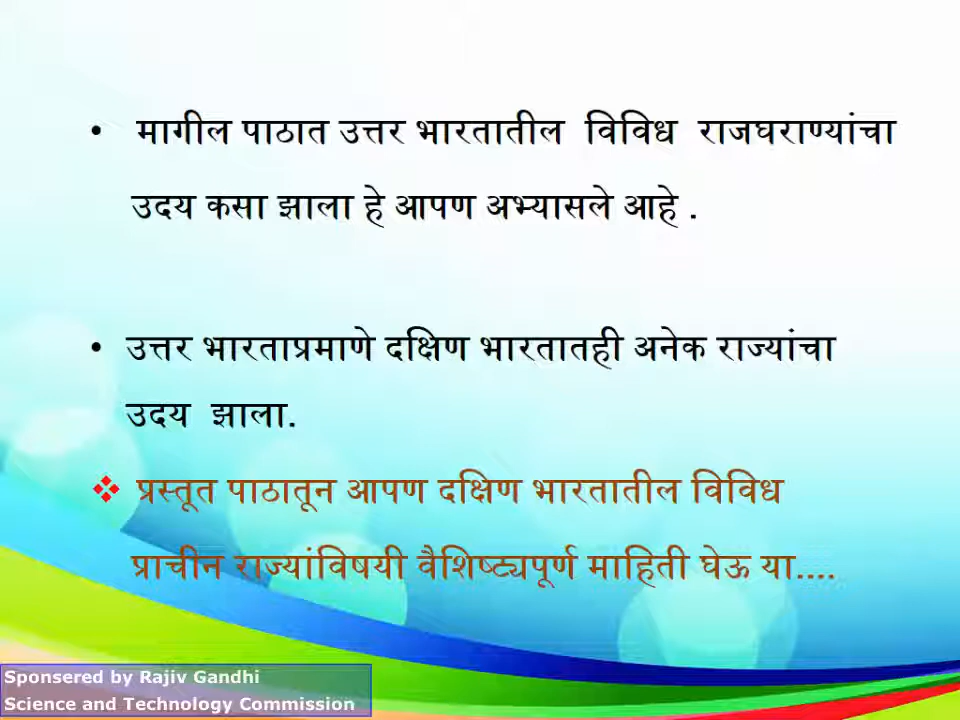 • मागील पाठात उत्तर भारतातील विविध राजघराण्यांचा
उदय कसा झाला हे आपण अभ्यासले आहे .
• उत्तर भारताप्रमाणे दक्षिण भारतातही अनेक राज्यांचा
उदय झाला.
❖ प्रस्तूत पाठातून आपण दक्षिण भारतातील विविध
प्राचीन राज्यांविषयी वैशिष्ट्यपूर्ण माहिती घेऊ या....
Sponsered by Rajiv Gandhi
Science and Technology Commission